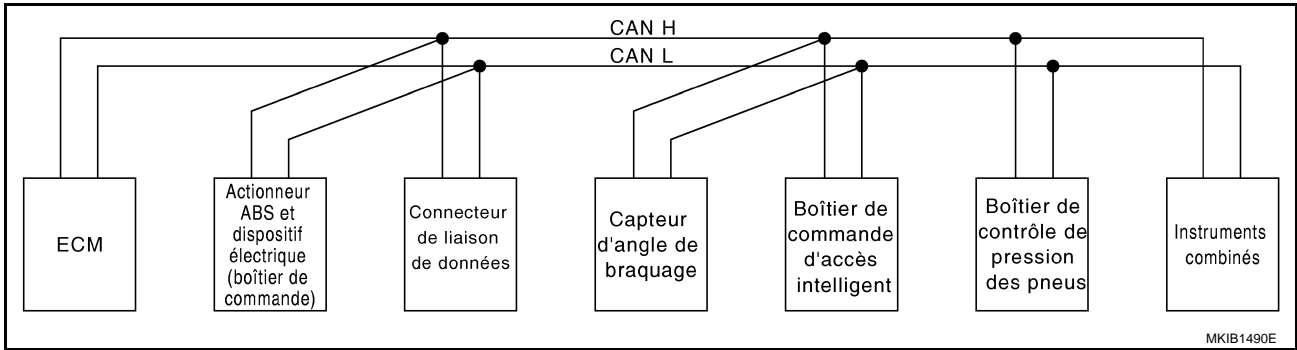 CAN H
CAN L
ECM
Actionneur
ABS et
dispositif
électrique
(boîtier de
commande)
Connecteur
de liaison
de données
Capteur
d'angle de
braquage
Boîtier de
commande
d'accès
intelligent
Boîtier de
contrôle de
pression
des pneus
Instruments
combinés
MKIB1490E